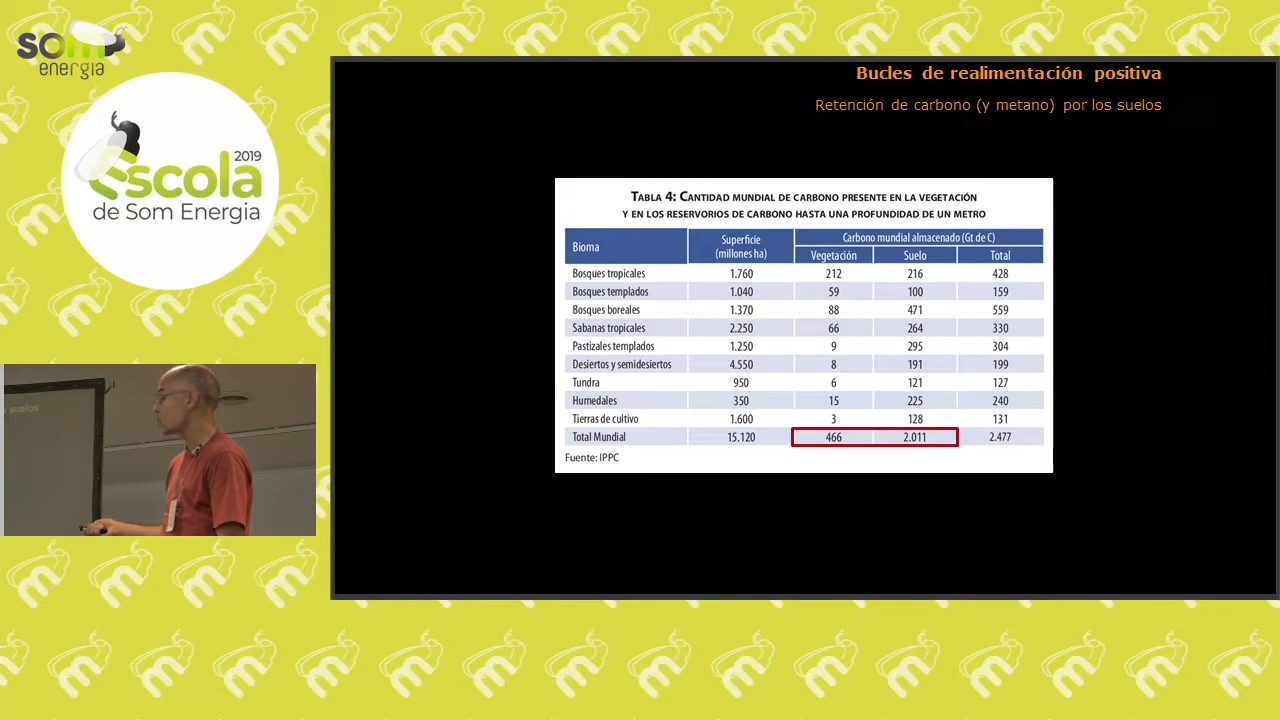 som
energia
2019
Escola
de Som Energia
suelos
Bucles de realimentación positiva
Retención de carbono (y metano) por los suelos
TABLA 4: CANTIDAD MUNDIAL DE CARBONO PRESENTE EN LA VEGETACIÓN
Y EN LOS RESERVORIOS DE CARBONO HASTA UNA PROFUNDIDAD DE UN METRO
Bioma Superficie (millones ha) Carbono mundial almacenado (Gt de C)
Vegetación Suelo Total
Bosques tropicales 1.760 212 216 428
Bosques templados 1.040 59 100 159
Bosques boreales 1.370 88 471 559
Sabanas tropicales 2.250 66 264 330
Pastizales templados 1.250 9 295 304
Desiertos y semidesiertos 4.550 8 191 199
Tundra 950 6 121 127
Humedales 350 15 225 240
Tierras de cultivo 1.600 3 128 131
Total Mundial 15.120 466 2.011 2.477
Fuente: IPPC